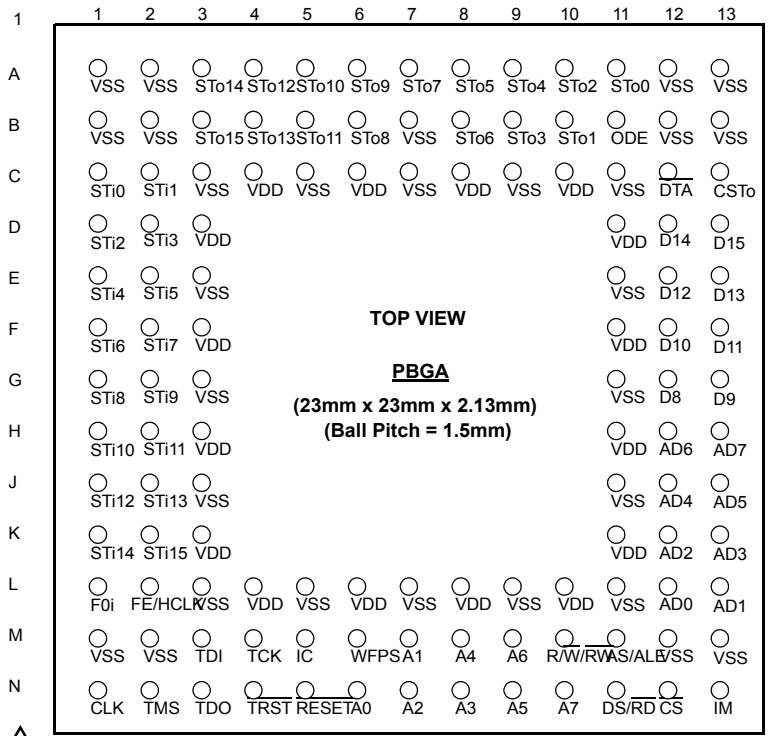 1
1 2 3 4 5 6 7 8 9 10 11 12 13
A
VSS VSS STo14 STo12 STo10 STo9 STo7 STo5 STo4 STo2 STo0 VSS VSS
B
VSS VSS STo15 STo13 STo11 STo8 VSS STo6 STo3 STo1 ODE VSS VSS
C
STi0 STi1 VSS VDD VSS VDD VSS VDD VSS VDD VSS DTA CSTo
D
STi2 STi3 VDD VDD D14 D15
E
STi4 STi5 VSS VSS D12 D13
TOP VIEW
F
STi6 STi7 VDD VDD D10 D11
PBGA
G
STi8 STi9 VSS VSS D8 D9
(23mm x 23mm x 2.13mm)
(Ball Pitch = 1.5mm)
H
STi10 STi11 VDD VDD AD6 AD7
J
STi12 STi13 VSS VSS AD4 AD5
K
STi14 STi15 VDD VDD AD2 AD3
L
F0i FE/HCLK VSS VDD VSS VDD VSS VDD VSS VDD VSS AD0 AD1
M
VSS VSS TDI TCK IC WFPS A1 A4 A6 R/W/RW AS/ALE VSS VSS
N
CLK TMS TDO TRST RESET A0 A2 A3 A5 A7 DS/RD CS IM